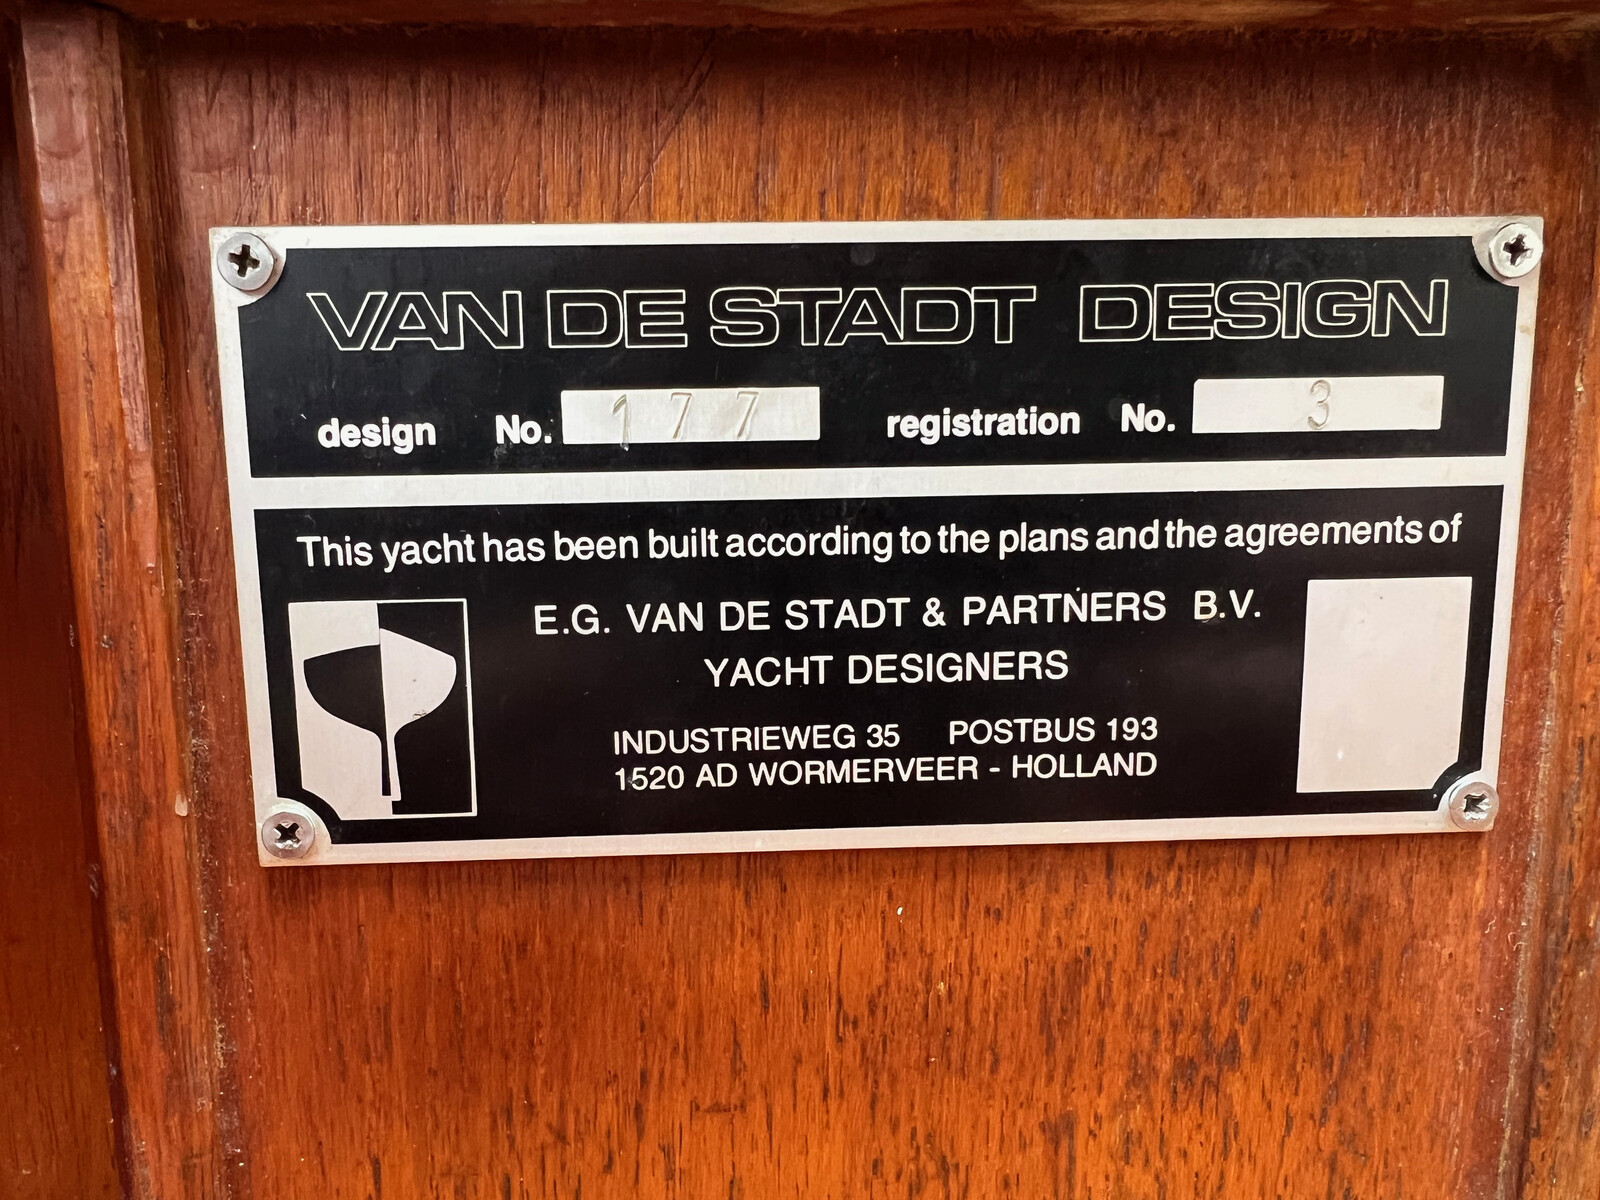 VAN DE STADT DESIGN
design No. 177 registration No. 3
This yacht has been built according to the plans and the agreements of
E.G. VAN DE STADT & PARTNERS B.V.
YACHT DESIGNERS
INDUSTRIEWEG 35 POSTBUS 193
1520 AD WORMERVEER - HOLLAND